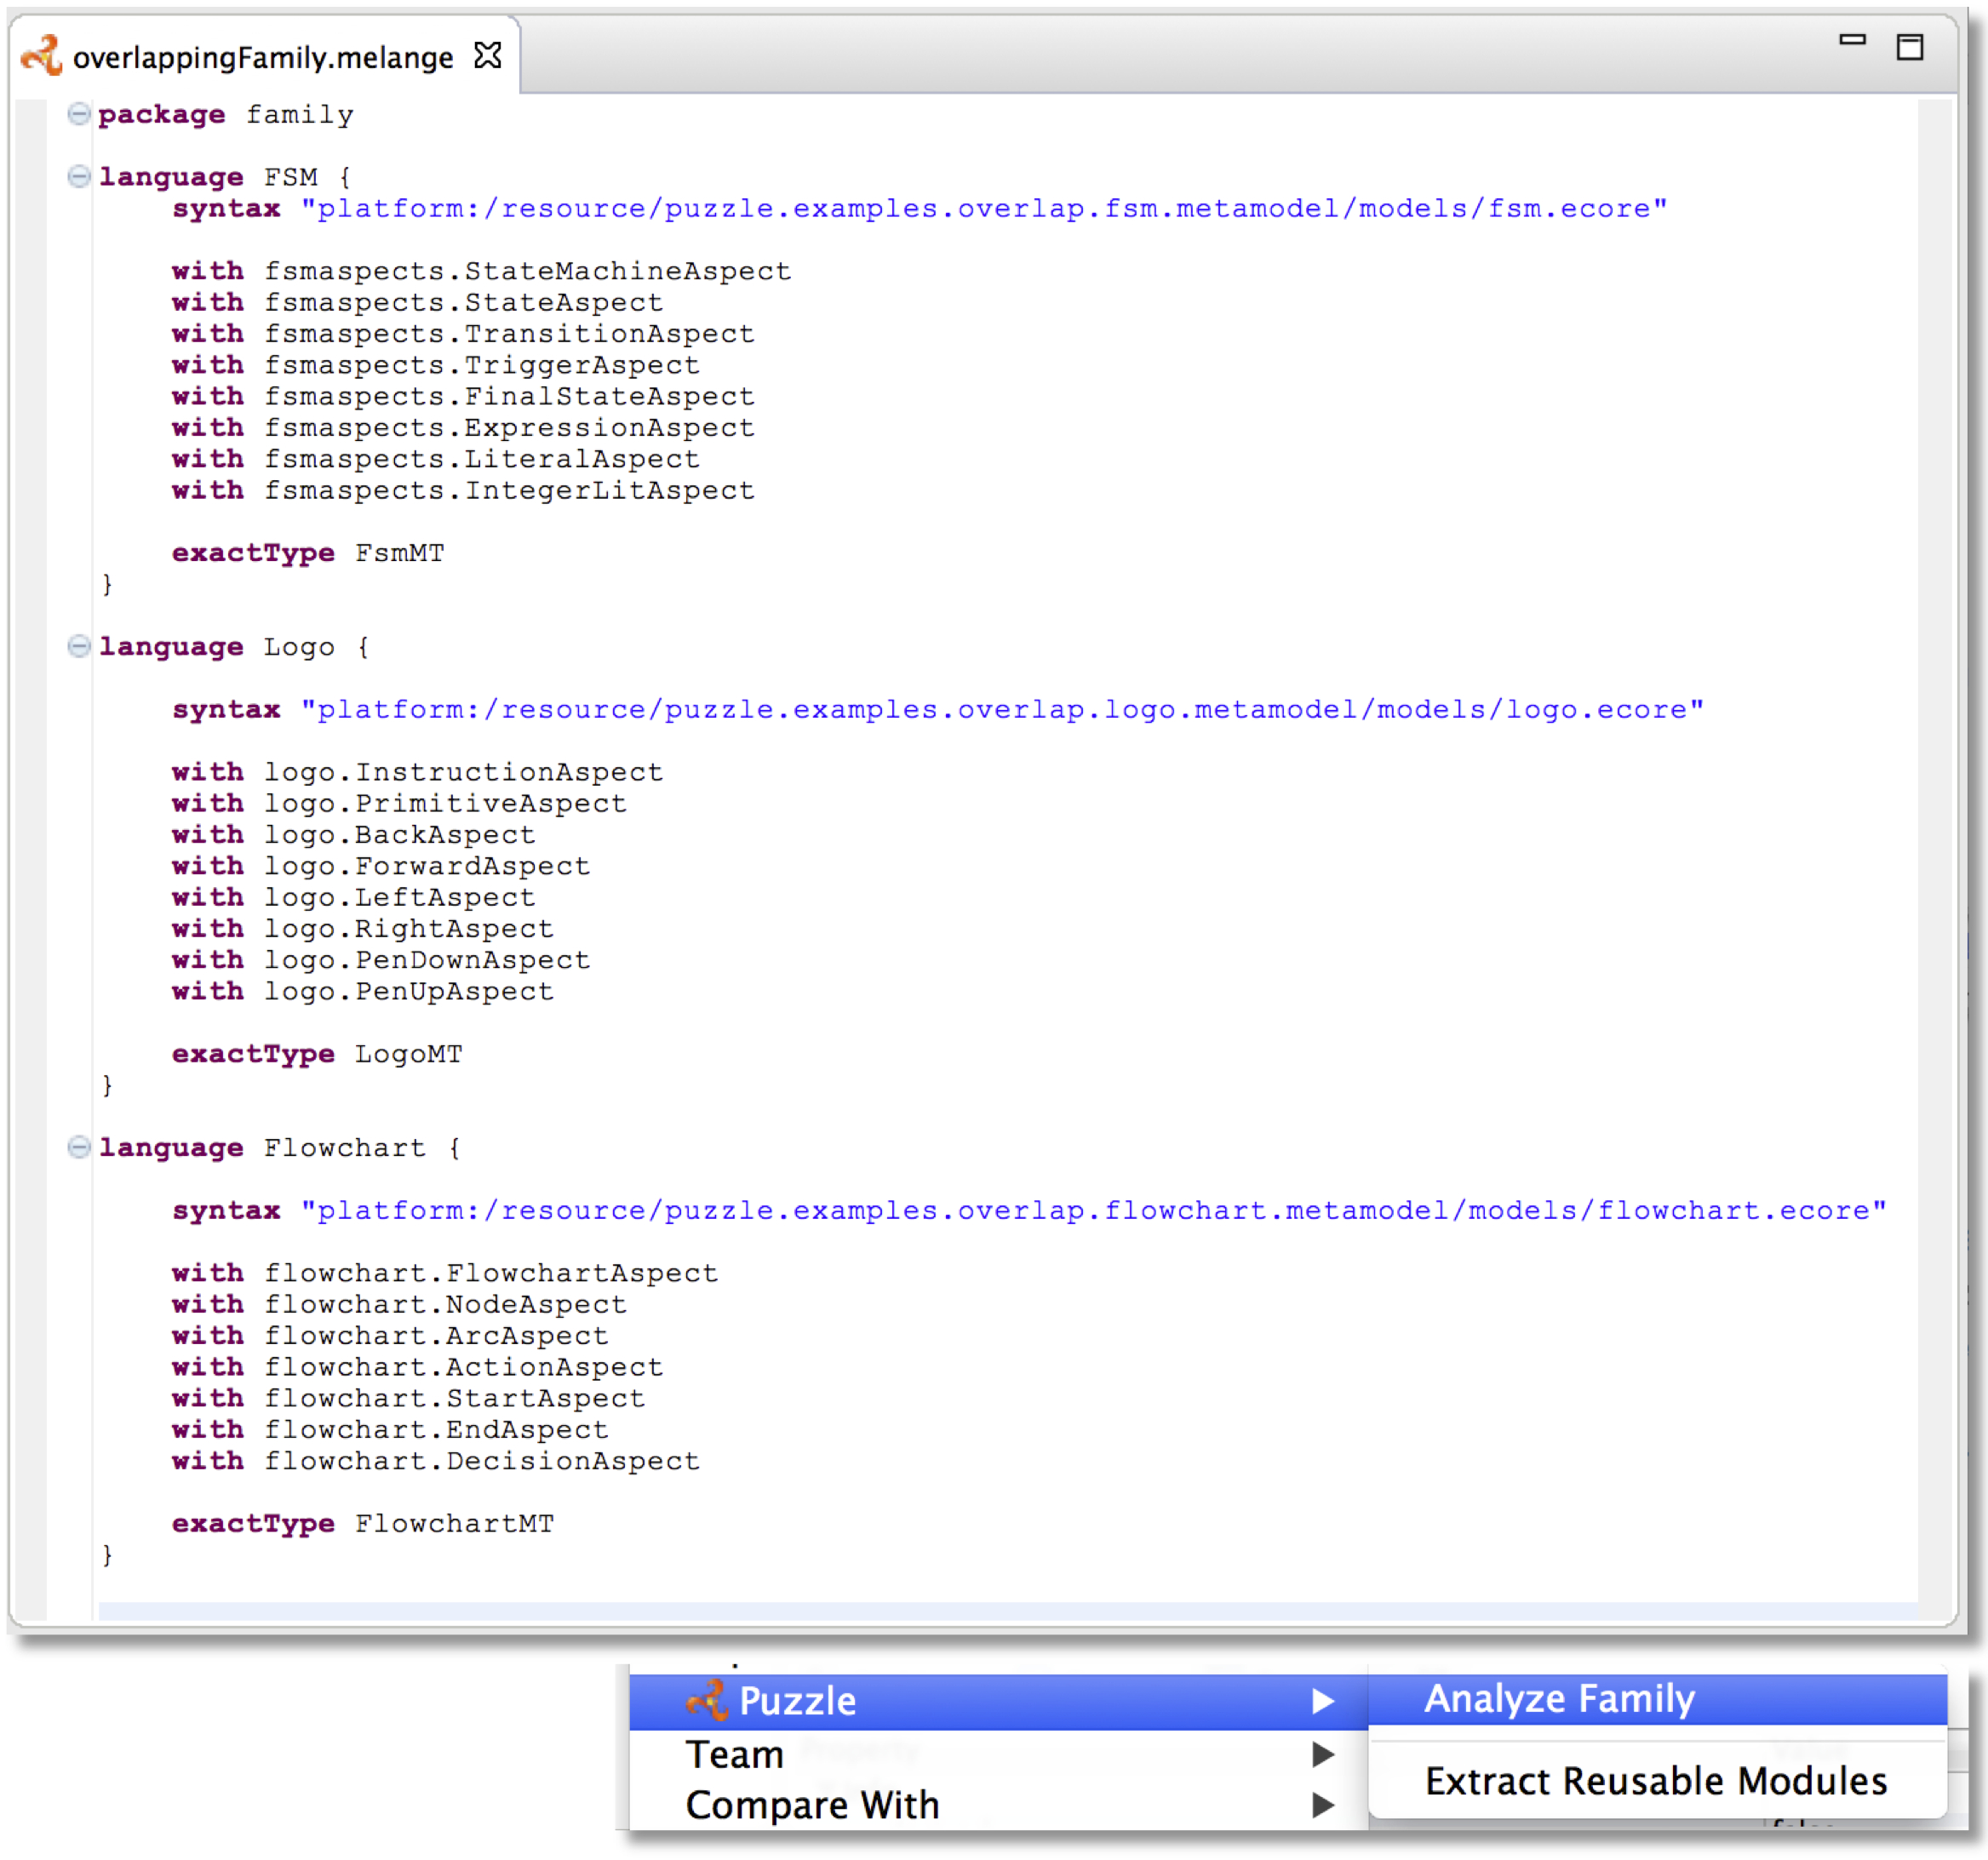 overlappingFamily.melange
package family
language FSM {
syntax "platform:/resource/puzzle.examples.overlap.fsm.metamodel/models/fsm.ecore"
with fsmaspects.StateMachineAspect
with fsmaspects.StateAspect
with fsmaspects.TransitionAspect
with fsmaspects.TriggerAspect
with fsmaspects.FinalStateAspect
with fsmaspects.ExpressionAspect
with fsmaspects.LiteralAspect
with fsmaspects.IntegerLitAspect
exactType FsmMT
}
language Logo {
syntax "platform:/resource/puzzle.examples.overlap.logo.metamodel/models/logo.ecore"
with logo.InstructionAspect
with logo.PrimitiveAspect
with logo.BackAspect
with logo.ForwardAspect
with logo.LeftAspect
with logo.RightAspect
with logo.PenDownAspect
with logo.PenUpAspect
exactType LogoMT
}
language Flowchart {
syntax "platform:/resource/puzzle.examples.overlap.flowchart.metamodel/models/flowchart.ecore"
with flowchart.FlowchartAspect
with flowchart.NodeAspect
with flowchart.ArcAspect
with flowchart.ActionAspect
with flowchart.StartAspect
with flowchart.EndAspect
with flowchart.DecisionAspect
exactType FlowchartMT
}
Puzzle
Analyze Family
Team
Extract Reusable Modules
Compare With